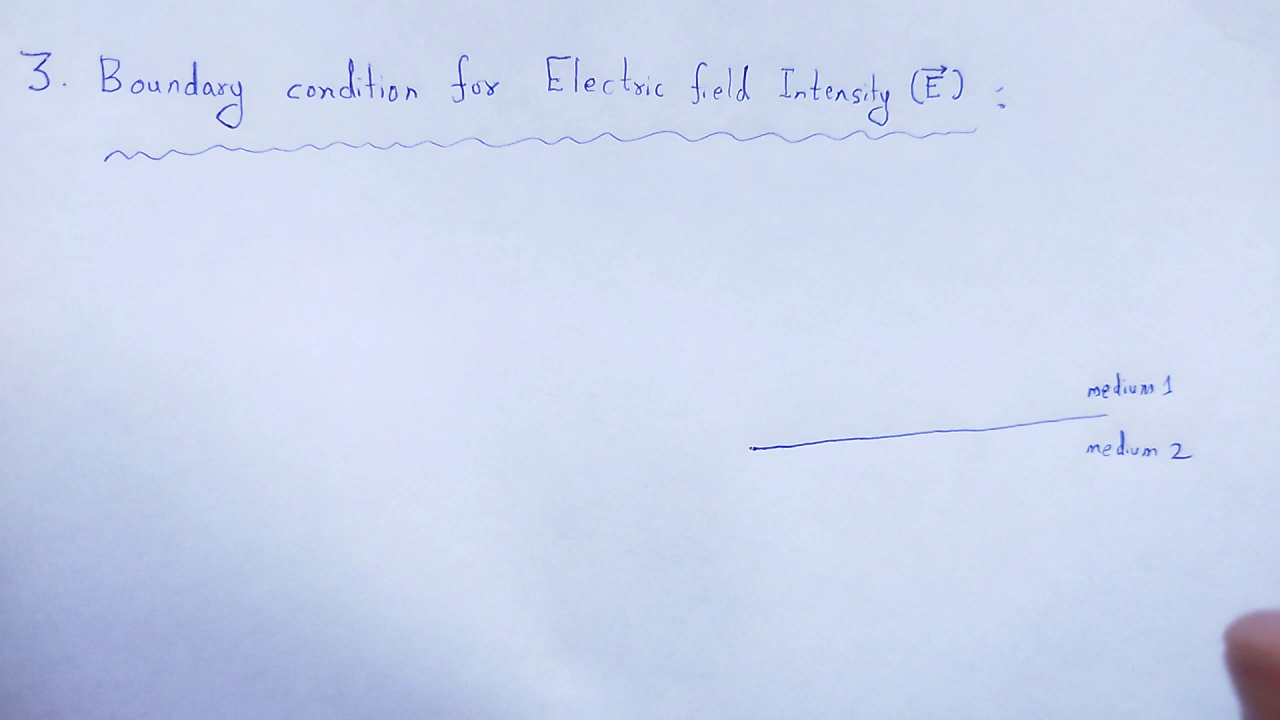 3. Boundary condition for Electric field Intensity (E⃗) :
medium 1
medium 2